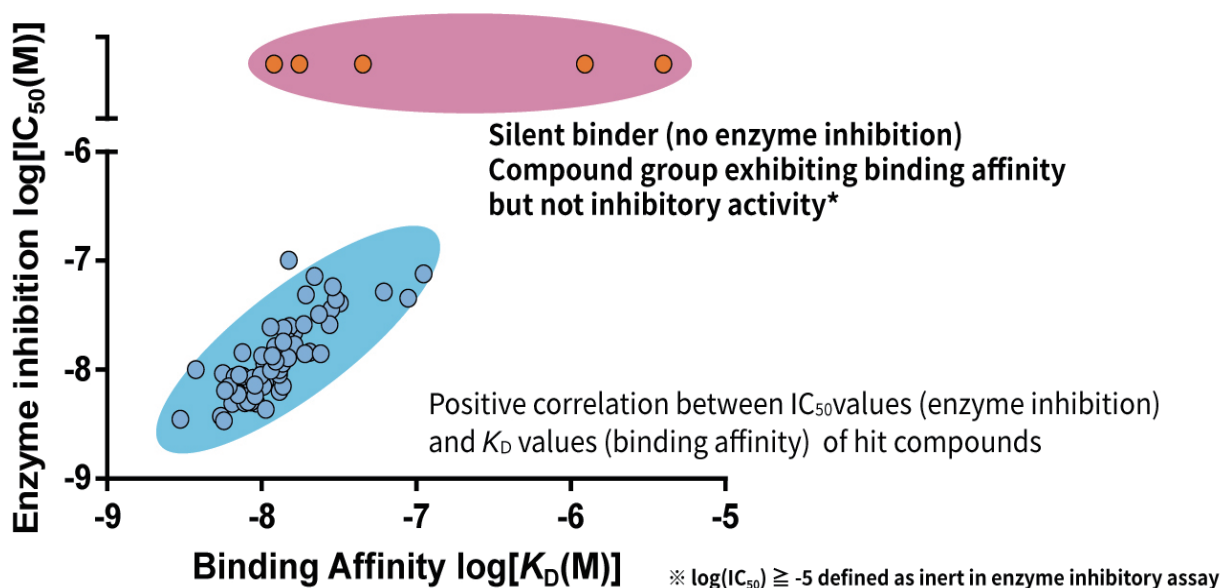 Enzyme inhibition log[IC50(M)]
Silent binder (no enzyme inhibition)
Compound group exhibiting binding affinity
but not inhibitory activity*
-6
-7
-8
-9
Positive correlation between IC50values (enzyme inhibition)
and KD values (binding affinity) of hit compounds
-9 -8 -7 -6 -5
Binding Affinity log[KD(M)]
※ log(IC50) ≧ -5 defined as inert in enzyme inhibitory assay